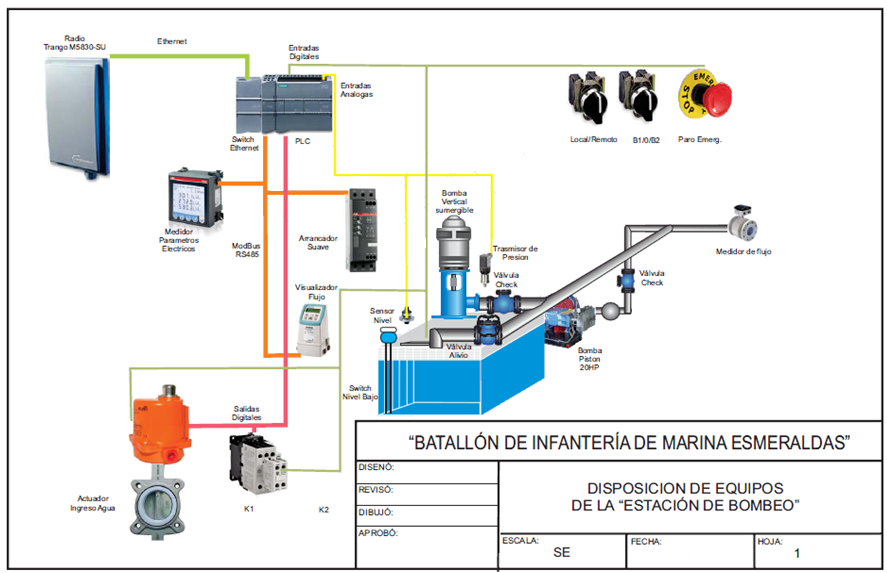 Radio
Trango M5830-SU
Ethernet
Entradas
Digitales
Entradas
Analogas
Switch
Ethernet
PLC
Local/Remoto
B1/0/B2
Paro Emerg..
EMER
STOP
Medidor
Parametros
Electricos
ModBus
RS485
Arrancador
Suave
Bomba
Vertical
sumergible
Trasmisor de
Presion
Válvula
Check
Medidor de flujo
Válvula
Check
Visualizador
Flujo
Sensor
Nivel
Válvula
Alivio
Bomba
Piston
20HP
Switch
Nivel Bajo
Salidas
Digitales
Actuador
Ingreso Agua
K1
K2
“BATALLÓN DE INFANTERÍA DE MARINA ESMERALDAS”
DISENÓ:
REVISÓ:
DIBUJÓ:
APROBÓ:
DISPOSICION DE EQUIPOS
DE LA “ESTACIÓN DE BOMBEO”
ESCALA:
SE
FECHA:
HOJA:
1